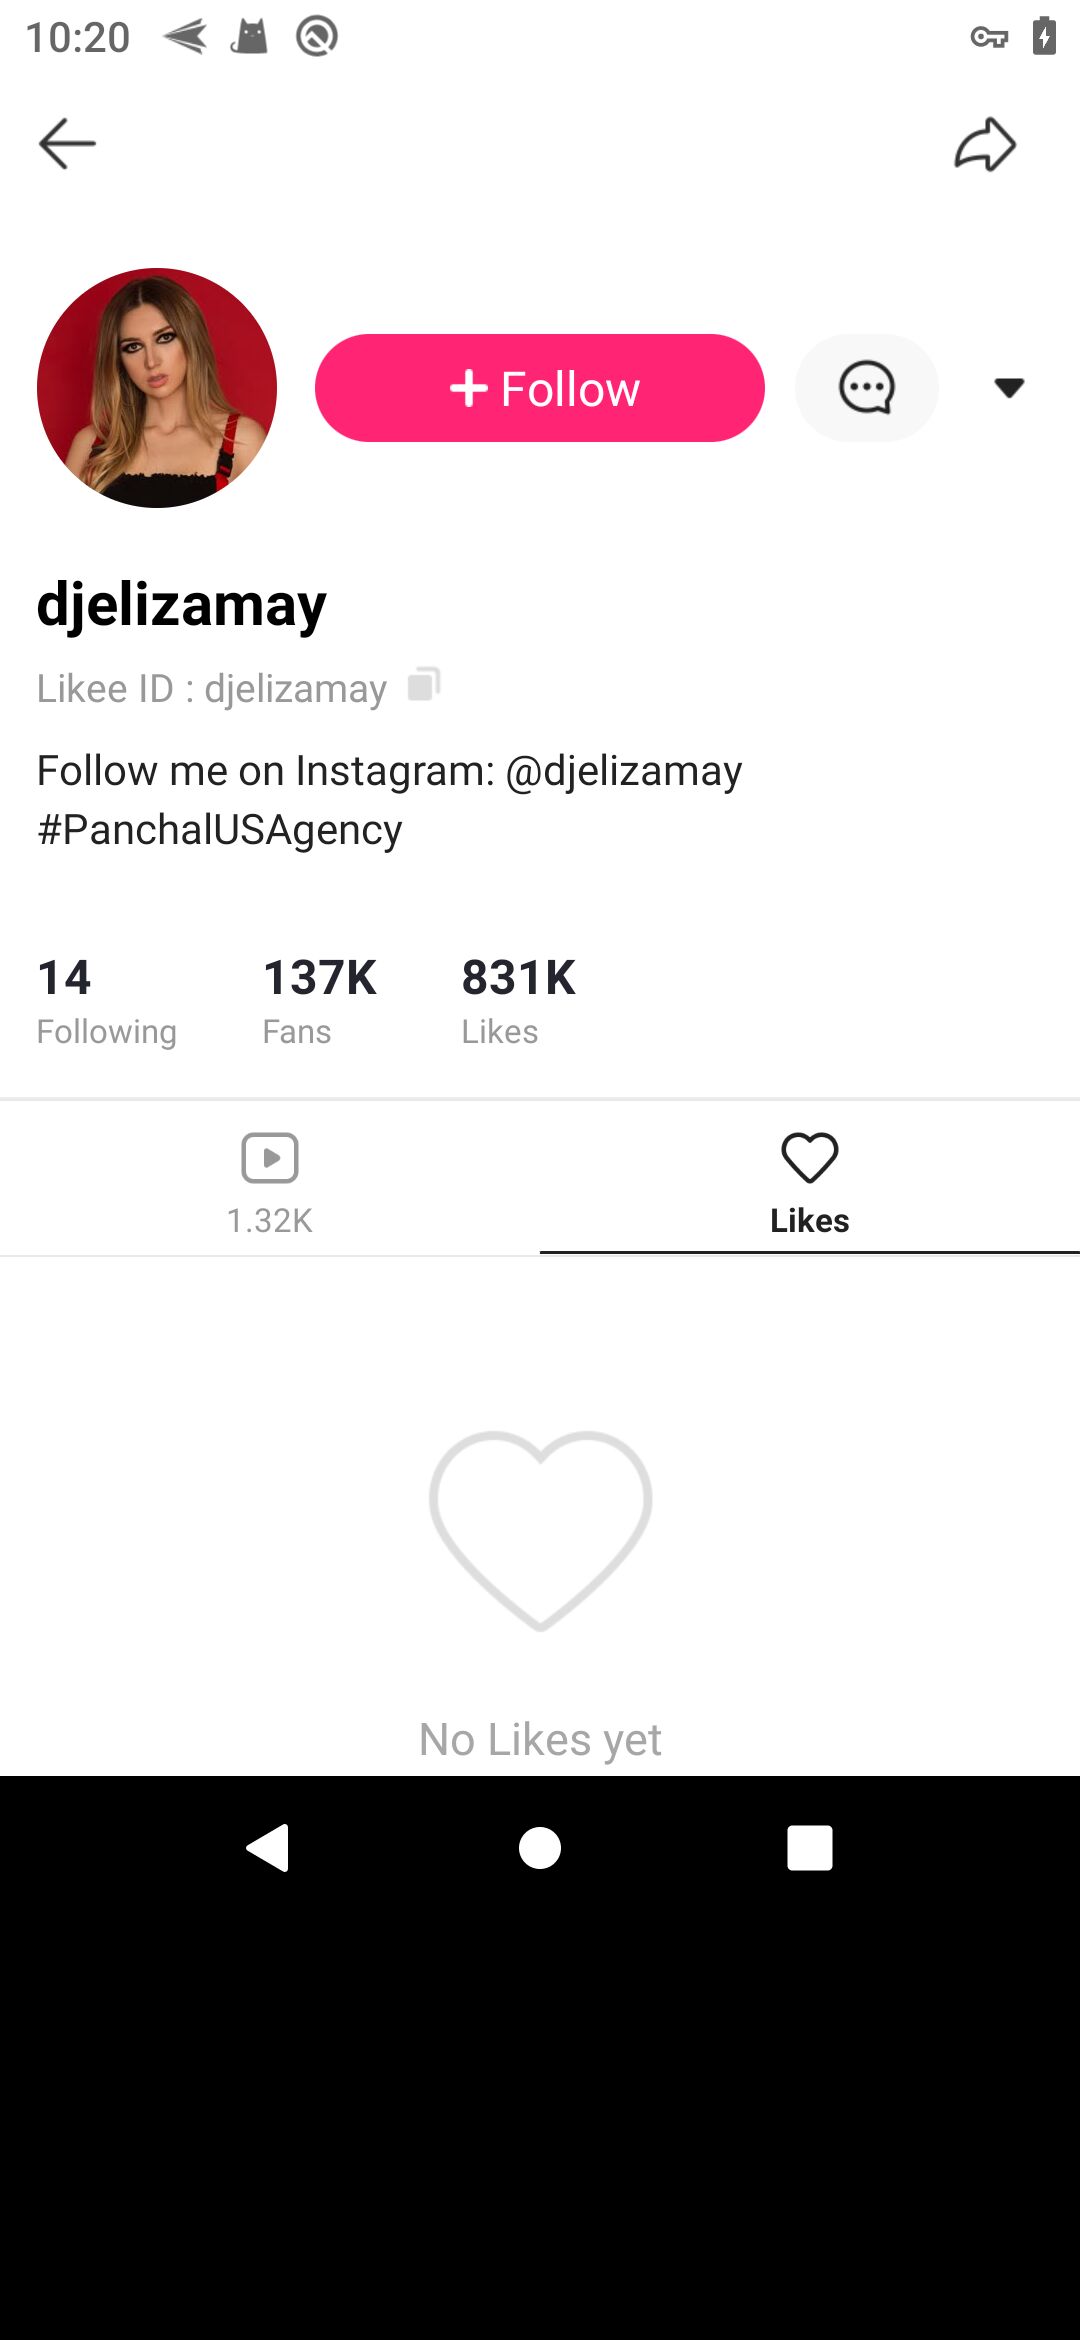 10:20
Follow
djelizamay
Likee ID : djelizamay
Follow me on Instagram: @djelizamay
#PanchalUSAgency
14 137K 831K
Following Fans Likes
1.32K Likes
No Likes yet